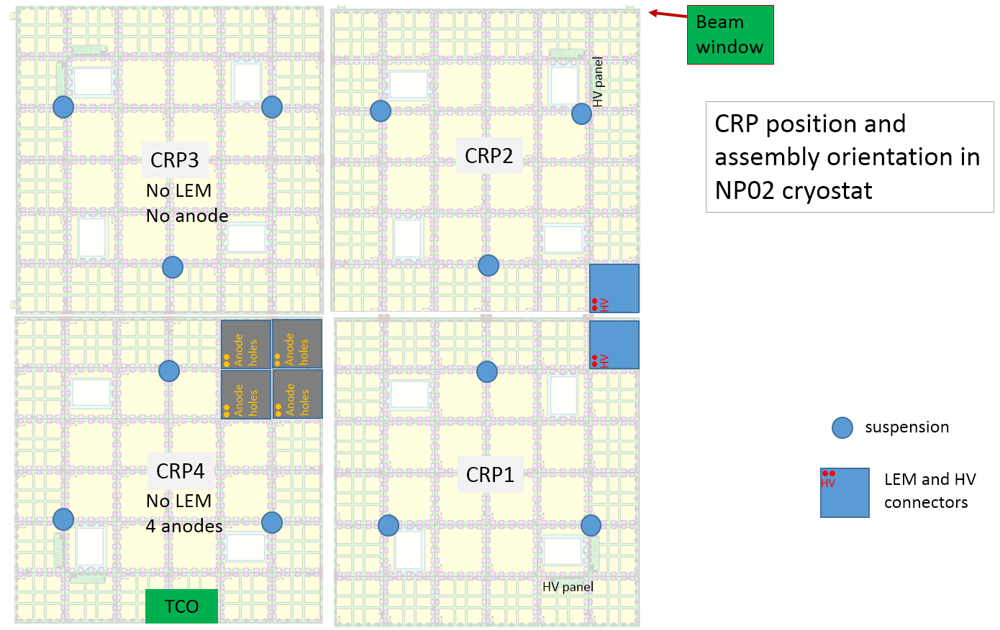 Beam
window
HV panel
CRP position and
assembly orientation in
NP02 cryostat
CRP3
No LEM
No anode
CRP2
HV
Anode
holes
Anode
holes
Anode
holes
Anode
holes
HV
CRP4
No LEM
4 anodes
CRP1
suspension
HV
LEM and HV
connectors
HV panel
TCO